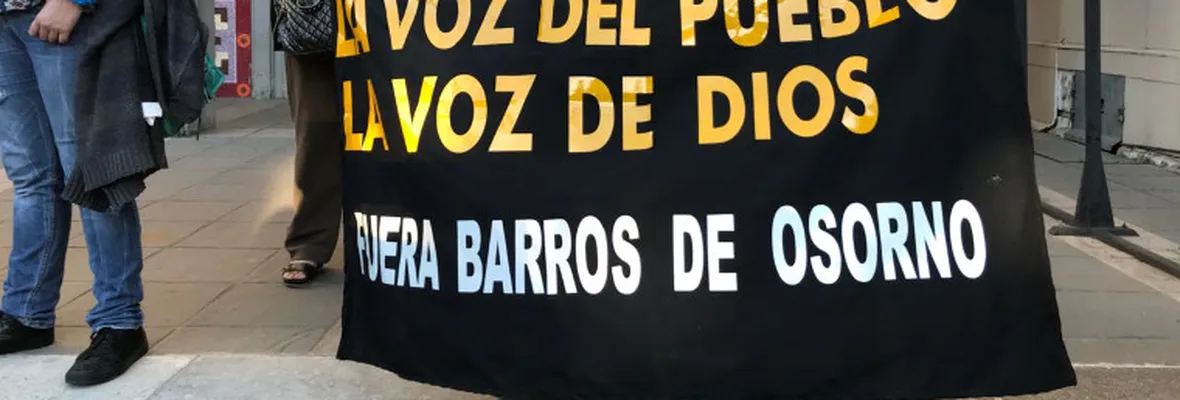 LA VOZ DEL PUEBLO
LA VOZ DE DIOS
FUERA BARROS DE OSORNO